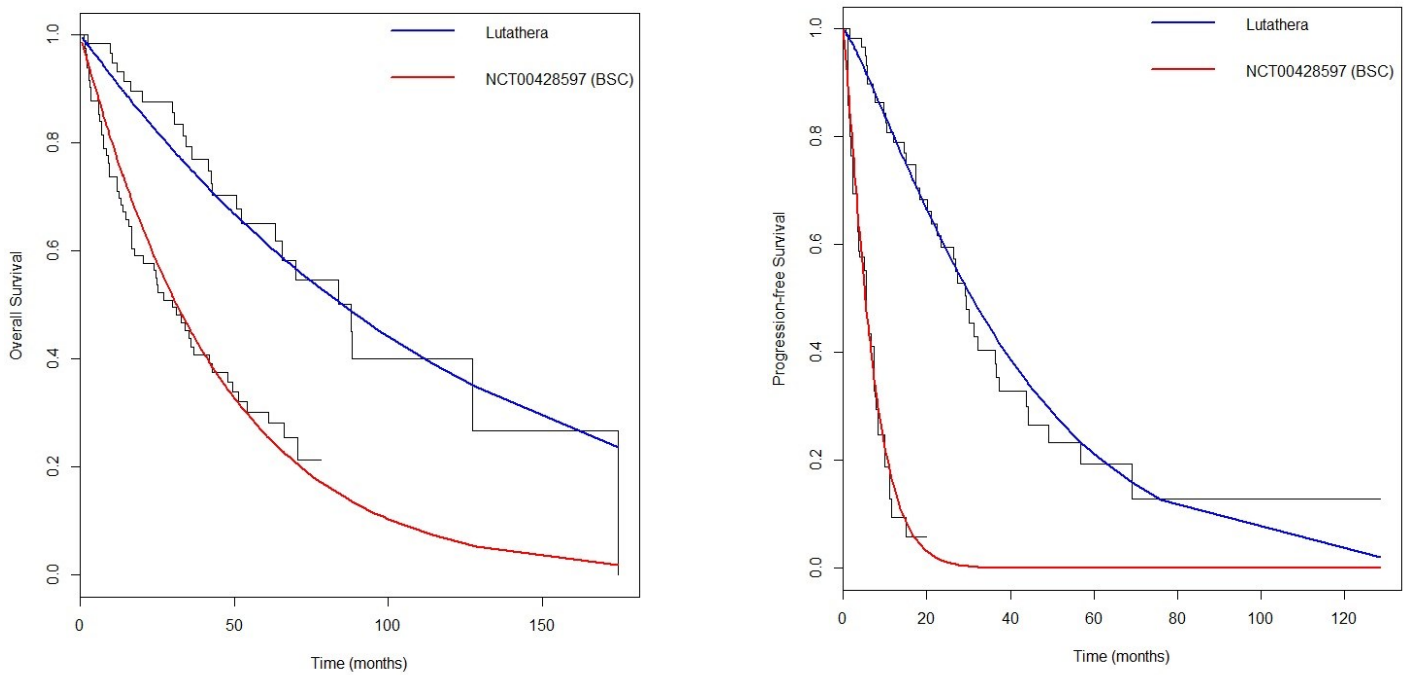 Lutathera
NCT00428597 (BSC)
Overall Survival
1.0
0.8
0.6
0.4
0.2
0.0
0
50
100
150
Time (months)
Lutathera
NCT00428597 (BSC)
Progression-free Survival
1.0
0.8
0.6
0.4
0.2
0.0
0
20
40
60
80
100
120
Time (months)